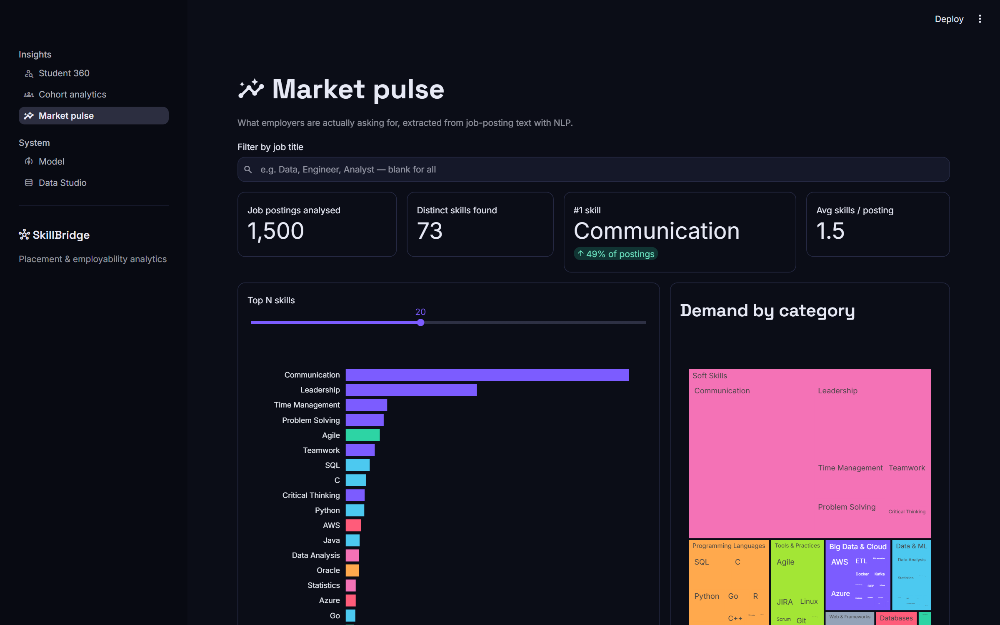 Deploy
Insights
Student 360
Cohort analytics
Market pulse
System
Model
Data Studio
SkillBridge
Placement & employability analytics
Market pulse
What employers are actually asking for, extracted from job-posting text with NLP.
Filter by job title
e.g. Data, Engineer, Analyst — blank for all
Job postings analysed
1,500
Distinct skills found
73
#1 skill
Communication
↑ 49% of postings
Avg skills / posting
1.5
Top N skills
20
Communication
Leadership
Time Management
Problem Solving
Agile
Teamwork
SQL
C
Critical Thinking
Python
AWS
Java
Data Analysis
Oracle
Statistics
Azure
Go
Demand by category
Soft Skills
Communication
Leadership
Time Management
Teamwork
Problem Solving
Critical Thinking
Programming Languages
SQL
C
Python
Go
R
C++
Scala
Tools & Practices
Agile
JIRA
Linux
Scrum
Git
Big Data & Cloud
AWS
ETL
Kubernetes
Docker
Kafka
GCP
Hive
Azure
Data & ML
Data Analysis
Statistics
Web & Frameworks
Databases